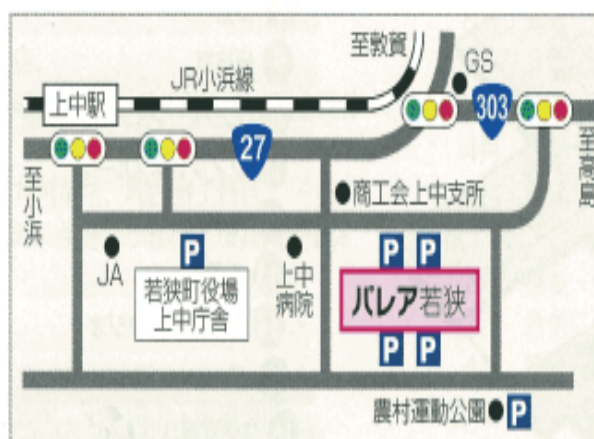 至敦賀
GS
JR小浜線
上中駅
303
27
至小浜
至高島
商工会上中支所
P
P
P
JA
上中
病院
若狭町役場
上中庁舎
パレア若狭
P
P
農村運動公園
P